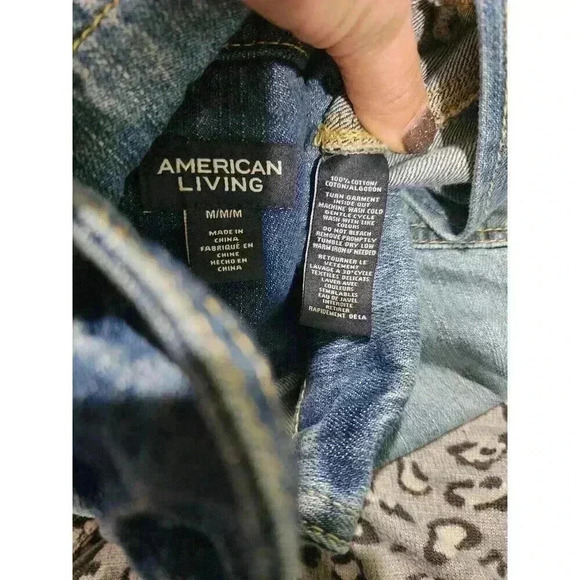 AMERICAN
LIVING
M/M/M
MADE IN
CHINA
FABRIQUÉ EN
CHINE
HECHO EN
CHINA
100% COTTON/
COTON/ALGODON
TURN GARMENT
INSIDE OUT
MACHINE WASH COLD
GENTLE CYCLE
WASH WITH LIKE
COLORS
DO NOT BLEACH
REMOVE PROMPTLY
TUMBLE DRY LOW
WARM IRON IF NEEDED
RETOURNER LE
VETEMENT
LAVAGE A 30° CYCLE
TEXTILES DELICATS
LAVER AVEC
COULEURS
SEMBLABLES
EAU DE JAVEL
INTERDITE
RETIRER
RAPIDEMENT DE LA